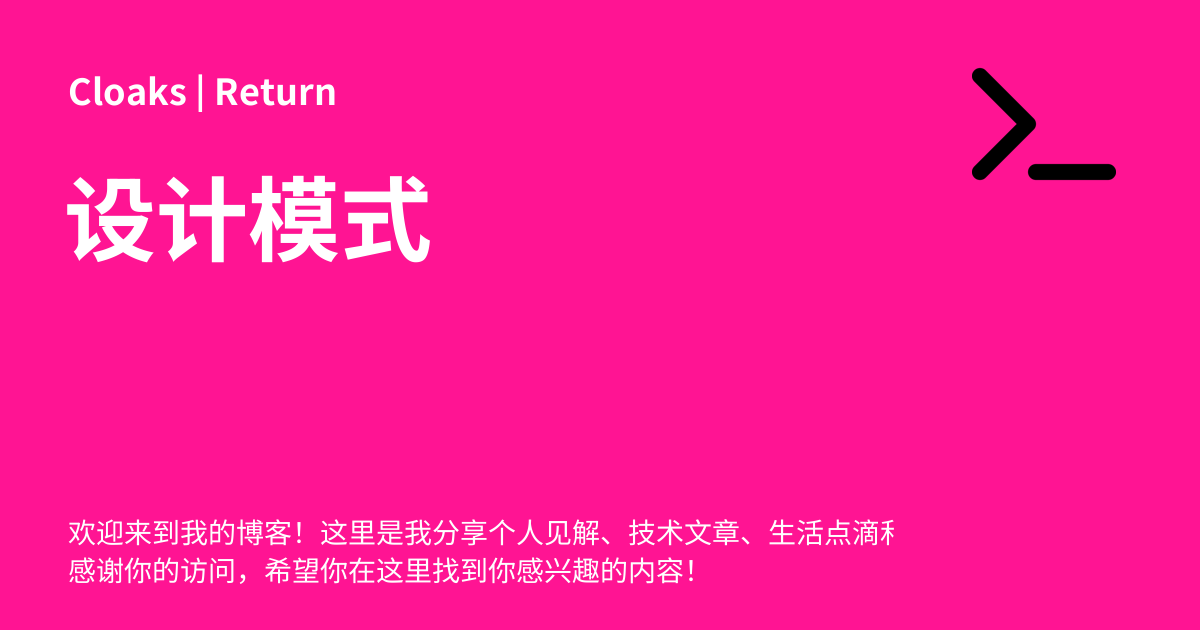 Cloaks | Return
设计模式
欢迎来到我的博客！这里是我分享个人见解、技术文章、生活点滴
感谢你的访问，希望你在这里找到你感兴趣的内容！